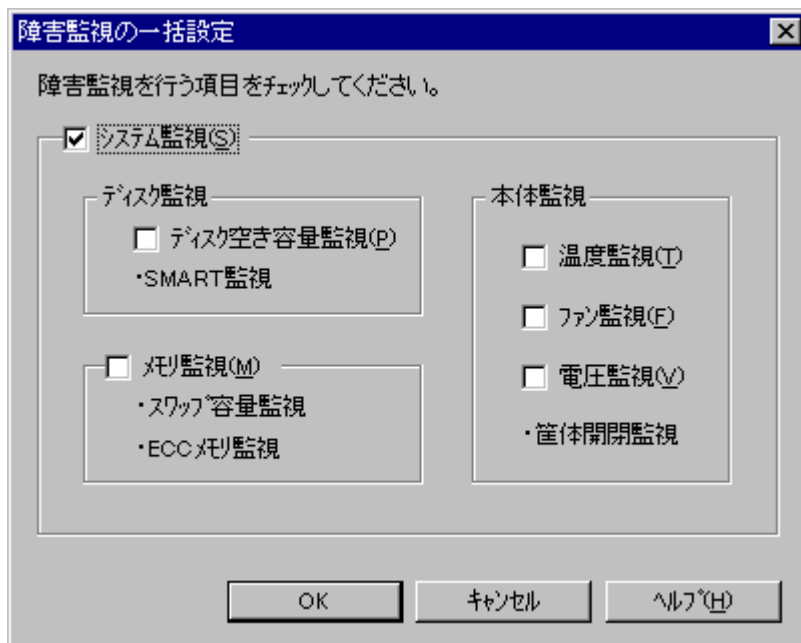 障害監視の一括設定
障害監視を行う項目をﾁｪｯｸしてください。
ｼｽﾃﾑ監視(S)
ﾃﾞｨｽｸ監視
ﾃﾞｨｽｸ空き容量監視(P)
・SMART監視
ﾒﾓﾘ監視(M)
・ｽﾜｯﾌﾟ容量監視
・ECCﾒﾓﾘ監視
本体監視
温度監視(T)
ﾌｧﾝ監視(F)
電圧監視(V)
・筐体開閉監視
OK
ｷｬﾝｾﾙ
ﾍﾙﾌﾟ(H)